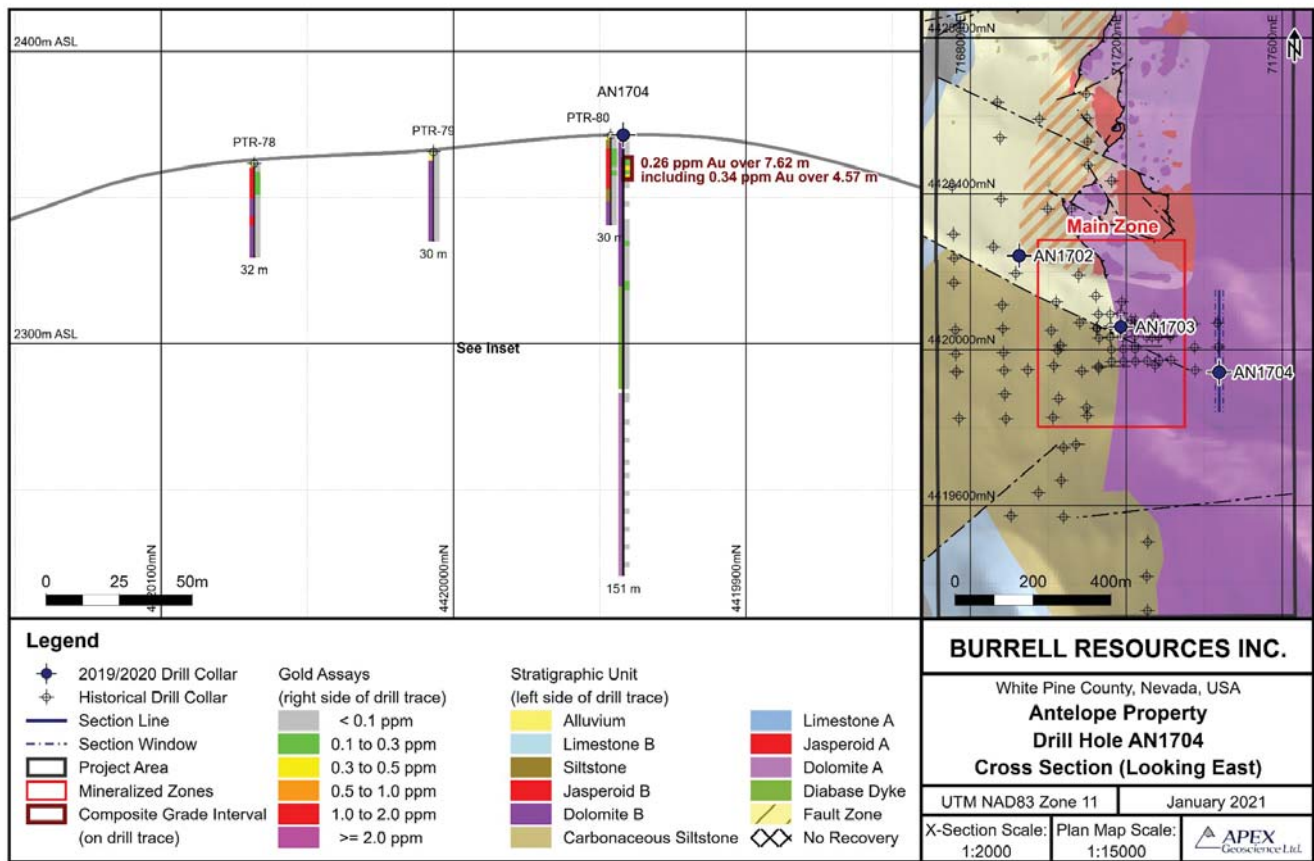 2400m ASL
AN1704
PTR-78
PTR-79
PTR-80
0.26 ppm Au over 7.62 m
including 0.34 ppm Au over 4.57 m
32 m
30 m
30 m
2300m ASL
See Inset
151 m
4420100mN
4420000mN
4419900mN
0 25 50m
716800mE
717200mE
717600mE
N
4420400mN
Main Zone
AN1702
AN1703
4420000mN
AN1704
4419600mN
0 200 400m
Legend
2019/2020 Drill Collar
Historical Drill Collar
Section Line
Section Window
Project Area
Mineralized Zones
Composite Grade Interval
(on drill trace)
Gold Assays
(right side of drill trace)
< 0.1 ppm
0.1 to 0.3 ppm
0.3 to 0.5 ppm
0.5 to 1.0 ppm
1.0 to 2.0 ppm
>= 2.0 ppm
Stratigraphic Unit
(left side of drill trace)
Alluvium
Limestone B
Siltstone
Jasperoid B
Dolomite B
Carbonaceous Siltstone
Limestone A
Jasperoid A
Dolomite A
Diabase Dyke
Fault Zone
No Recovery
BURRELL RESOURCES INC.
White Pine County, Nevada, USA
Antelope Property
Drill Hole AN1704
Cross Section (Looking East)
UTM NAD83 Zone 11
January 2021
X-Section Scale:
1:2000
Plan Map Scale:
1:15000
APEX
Geoscience Ltd.